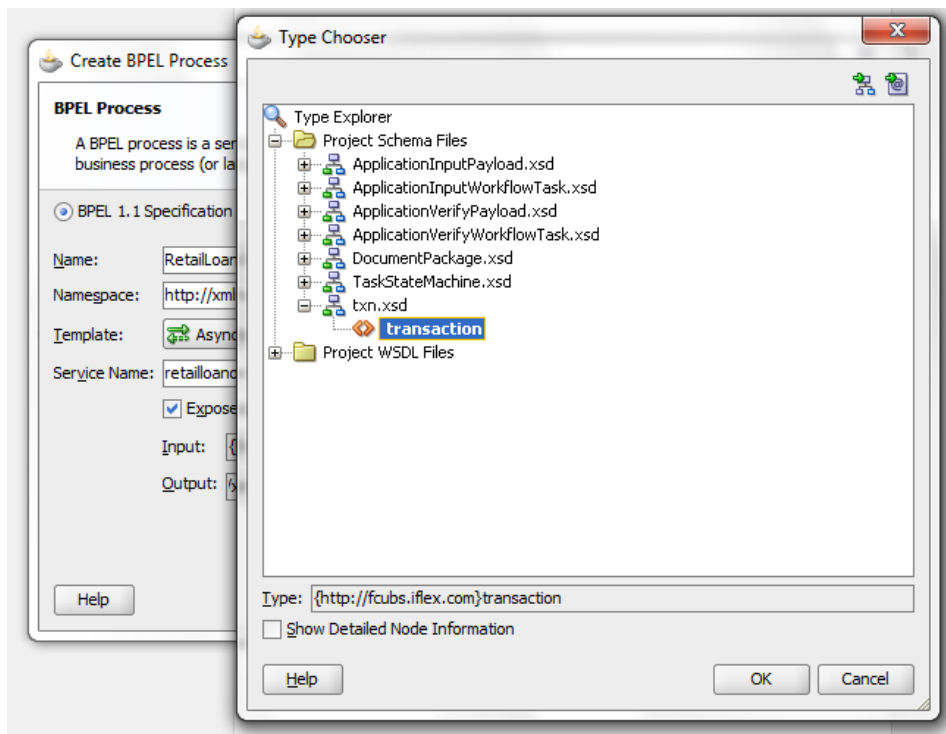 Create BPEL Process
BPEL Process
A BPEL process is a ser
business process (or la
BPEL 1.1 Specification
Name: RetailLoan
Namespace: http://xml
Template: Async
Service Name: retailloano
Expose
Input: {
Output:
Help
Type Chooser
Type Explorer
Project Schema Files
ApplicationInputPayload.xsd
ApplicationInputWorkflowTask.xsd
ApplicationVerifyPayload.xsd
ApplicationVerifyWorkflowTask.xsd
DocumentPackage.xsd
TaskStateMachine.xsd
txn.xsd
transaction
Project WSDL Files
Type: {http://fcubs.iflex.com}transaction
Show Detailed Node Information
Help OK Cancel